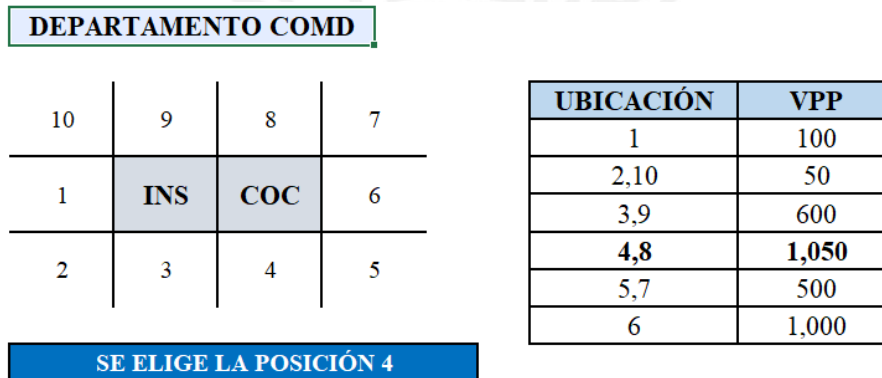 DEPARTAMENTO COMD
10 9 8 7
1 INS COC 6
2 3 4 5
SE ELIGE LA POSICIÓN 4
UBICACIÓN VPP
1 100
2,10 50
3,9 600
4,8 1,050
5,7 500
6 1,000